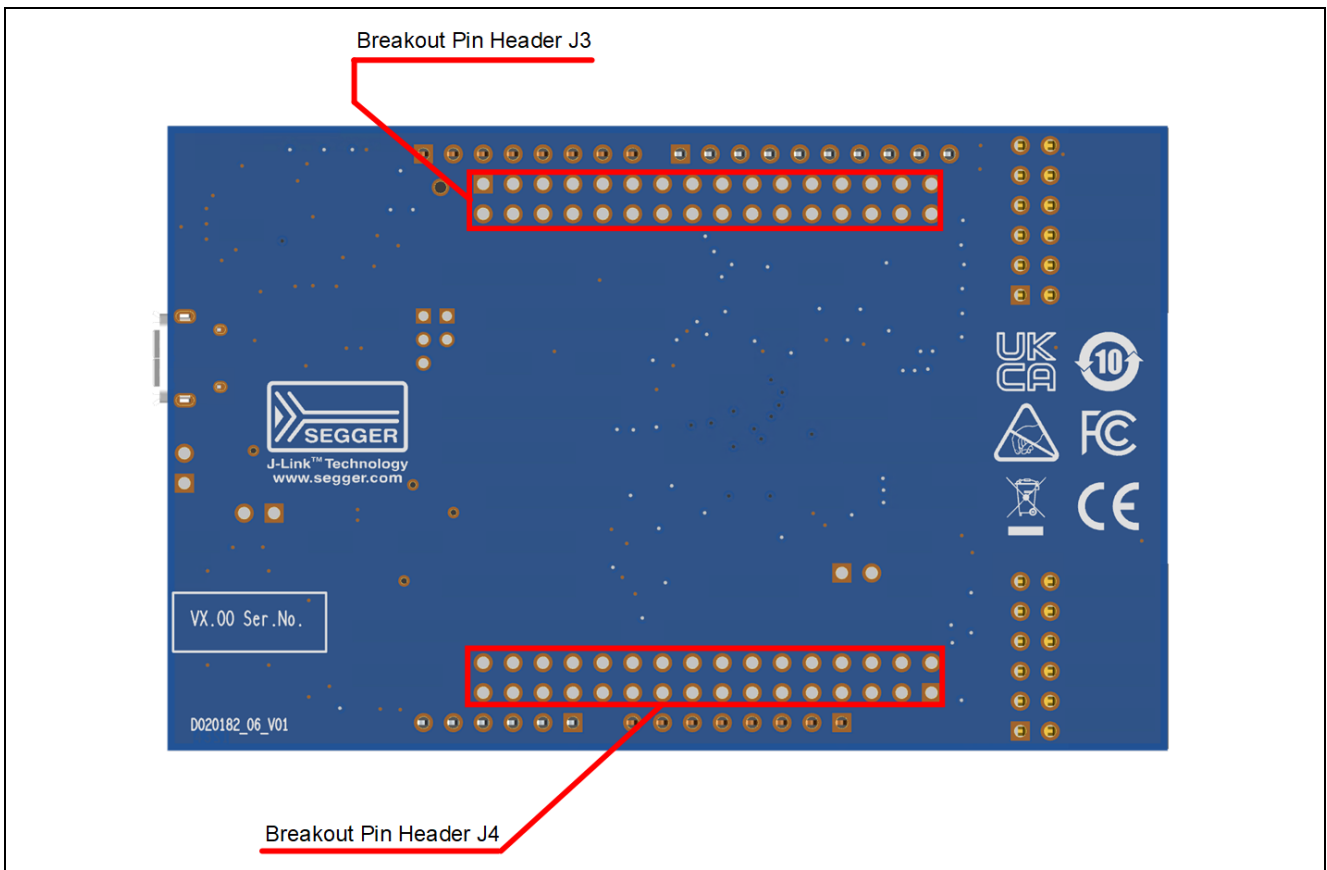 Breakout Pin Header J3
UK
CA
10
SEGGER
J-Link™ Technology
www.segger.com
FC
CE
VX.00 Ser.No.
D020182_06_V01
Breakout Pin Header J4